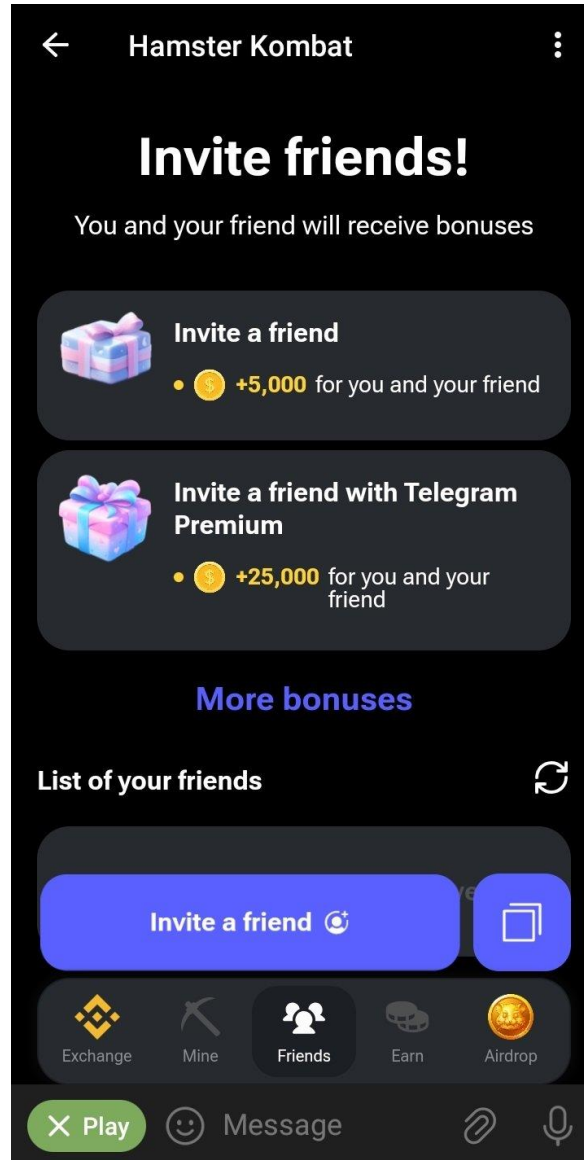 Hamster Kombat
Invite friends!
You and your friend will receive bonuses
Invite a friend
+5,000 for you and your friend
Invite a friend with Telegram
Premium
+25,000 for you and your
friend
More bonuses
List of your friends
Invite a friend
Exchange
Mine
Friends
Earn
Airdrop
Play
Message